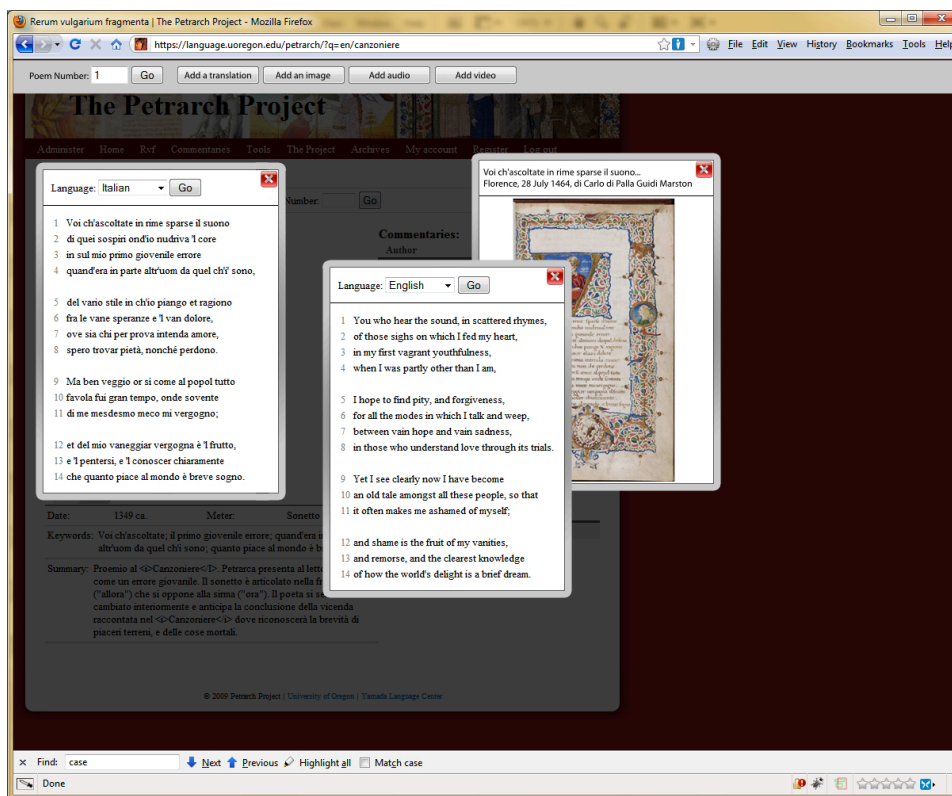 Rerum vulgarium fragmenta | The Petrarch Project - Mozilla Firefox
https://language.uoregon.edu/petrarch/?q=en/canzoniere
File Edit View History Bookmarks Tools Help
Poem Number: 1 Go Add a translation Add an image Add audio Add video
The Petrarch Project
Administer Home Rvf Commentaries Tools The Project Archives My account Register Log out
Number: Go
Commentaries:
Author
Language: Italian Go
1 Voi ch'ascoltate in rime sparse il suono
2 di quei sospiri ond'io nudriva 'l core
3 in sul mio primo giovenile errore
4 quand'era in parte altr'uom da quel ch'i' sono,
5 del vario stile in ch'io piango et ragiono
6 fra le vane speranze e 'l van dolore,
7 ove sia chi per prova intenda amore,
8 spero trovar pietà, nonché perdono.
9 Ma ben veggio or sì come al popol tutto
10 favola fui gran tempo, onde sovente
11 di me mesdesmo meco mi vergogno;
12 et del mio vaneggiar vergogna è 'l frutto,
13 e 'l pentersi, e 'l conoscer chiaramente
14 che quanto piace al mondo è breve sogno.
Language: English Go
1 You who hear the sound, in scattered rhymes,
2 of those sighs on which I fed my heart,
3 in my first vagrant youthfulness,
4 when I was partly other than I am,
5 I hope to find pity, and forgiveness,
6 for all the modes in which I talk and weep,
7 between vain hope and vain sadness,
8 in those who understand love through its trials.
9 Yet I see clearly now I have become
10 an old tale amongst all these people, so that
11 it often makes me ashamed of myself;
12 and shame is the fruit of my vanities,
13 and remorse, and the clearest knowledge
14 of how the world's delight is a brief dream.
Voi ch'ascoltate in rime sparse il suono...
Florence, 28 July 1464, di Carlo di Palla Guidi Marston
Date: 1349 ca. Meter: Sonetto
Keywords: Voi ch'ascoltate; il primo giovenile errore; quand'era in
altr'uom da quel ch'i sono; quanto piace al mondo è b
Summary: Proemio al <i>Canzoniere</i>. Petrarca presenta al letto
come un errore giovanile. Il sonetto è articolato nella fr
("allora") che si oppone alla sirma ("ora"). Il poeta si se
cambiato interiormente e anticipa la conclusione della vicenda
raccontata nel <i>Canzoniere</i> dove riconoscerà la brevità di
piaceri terreni, e delle cose mortali.
© 2009 Petrarch Project | University of Oregon | Yamada Language Center
Find: case Next Previous Highlight all Match case
Done